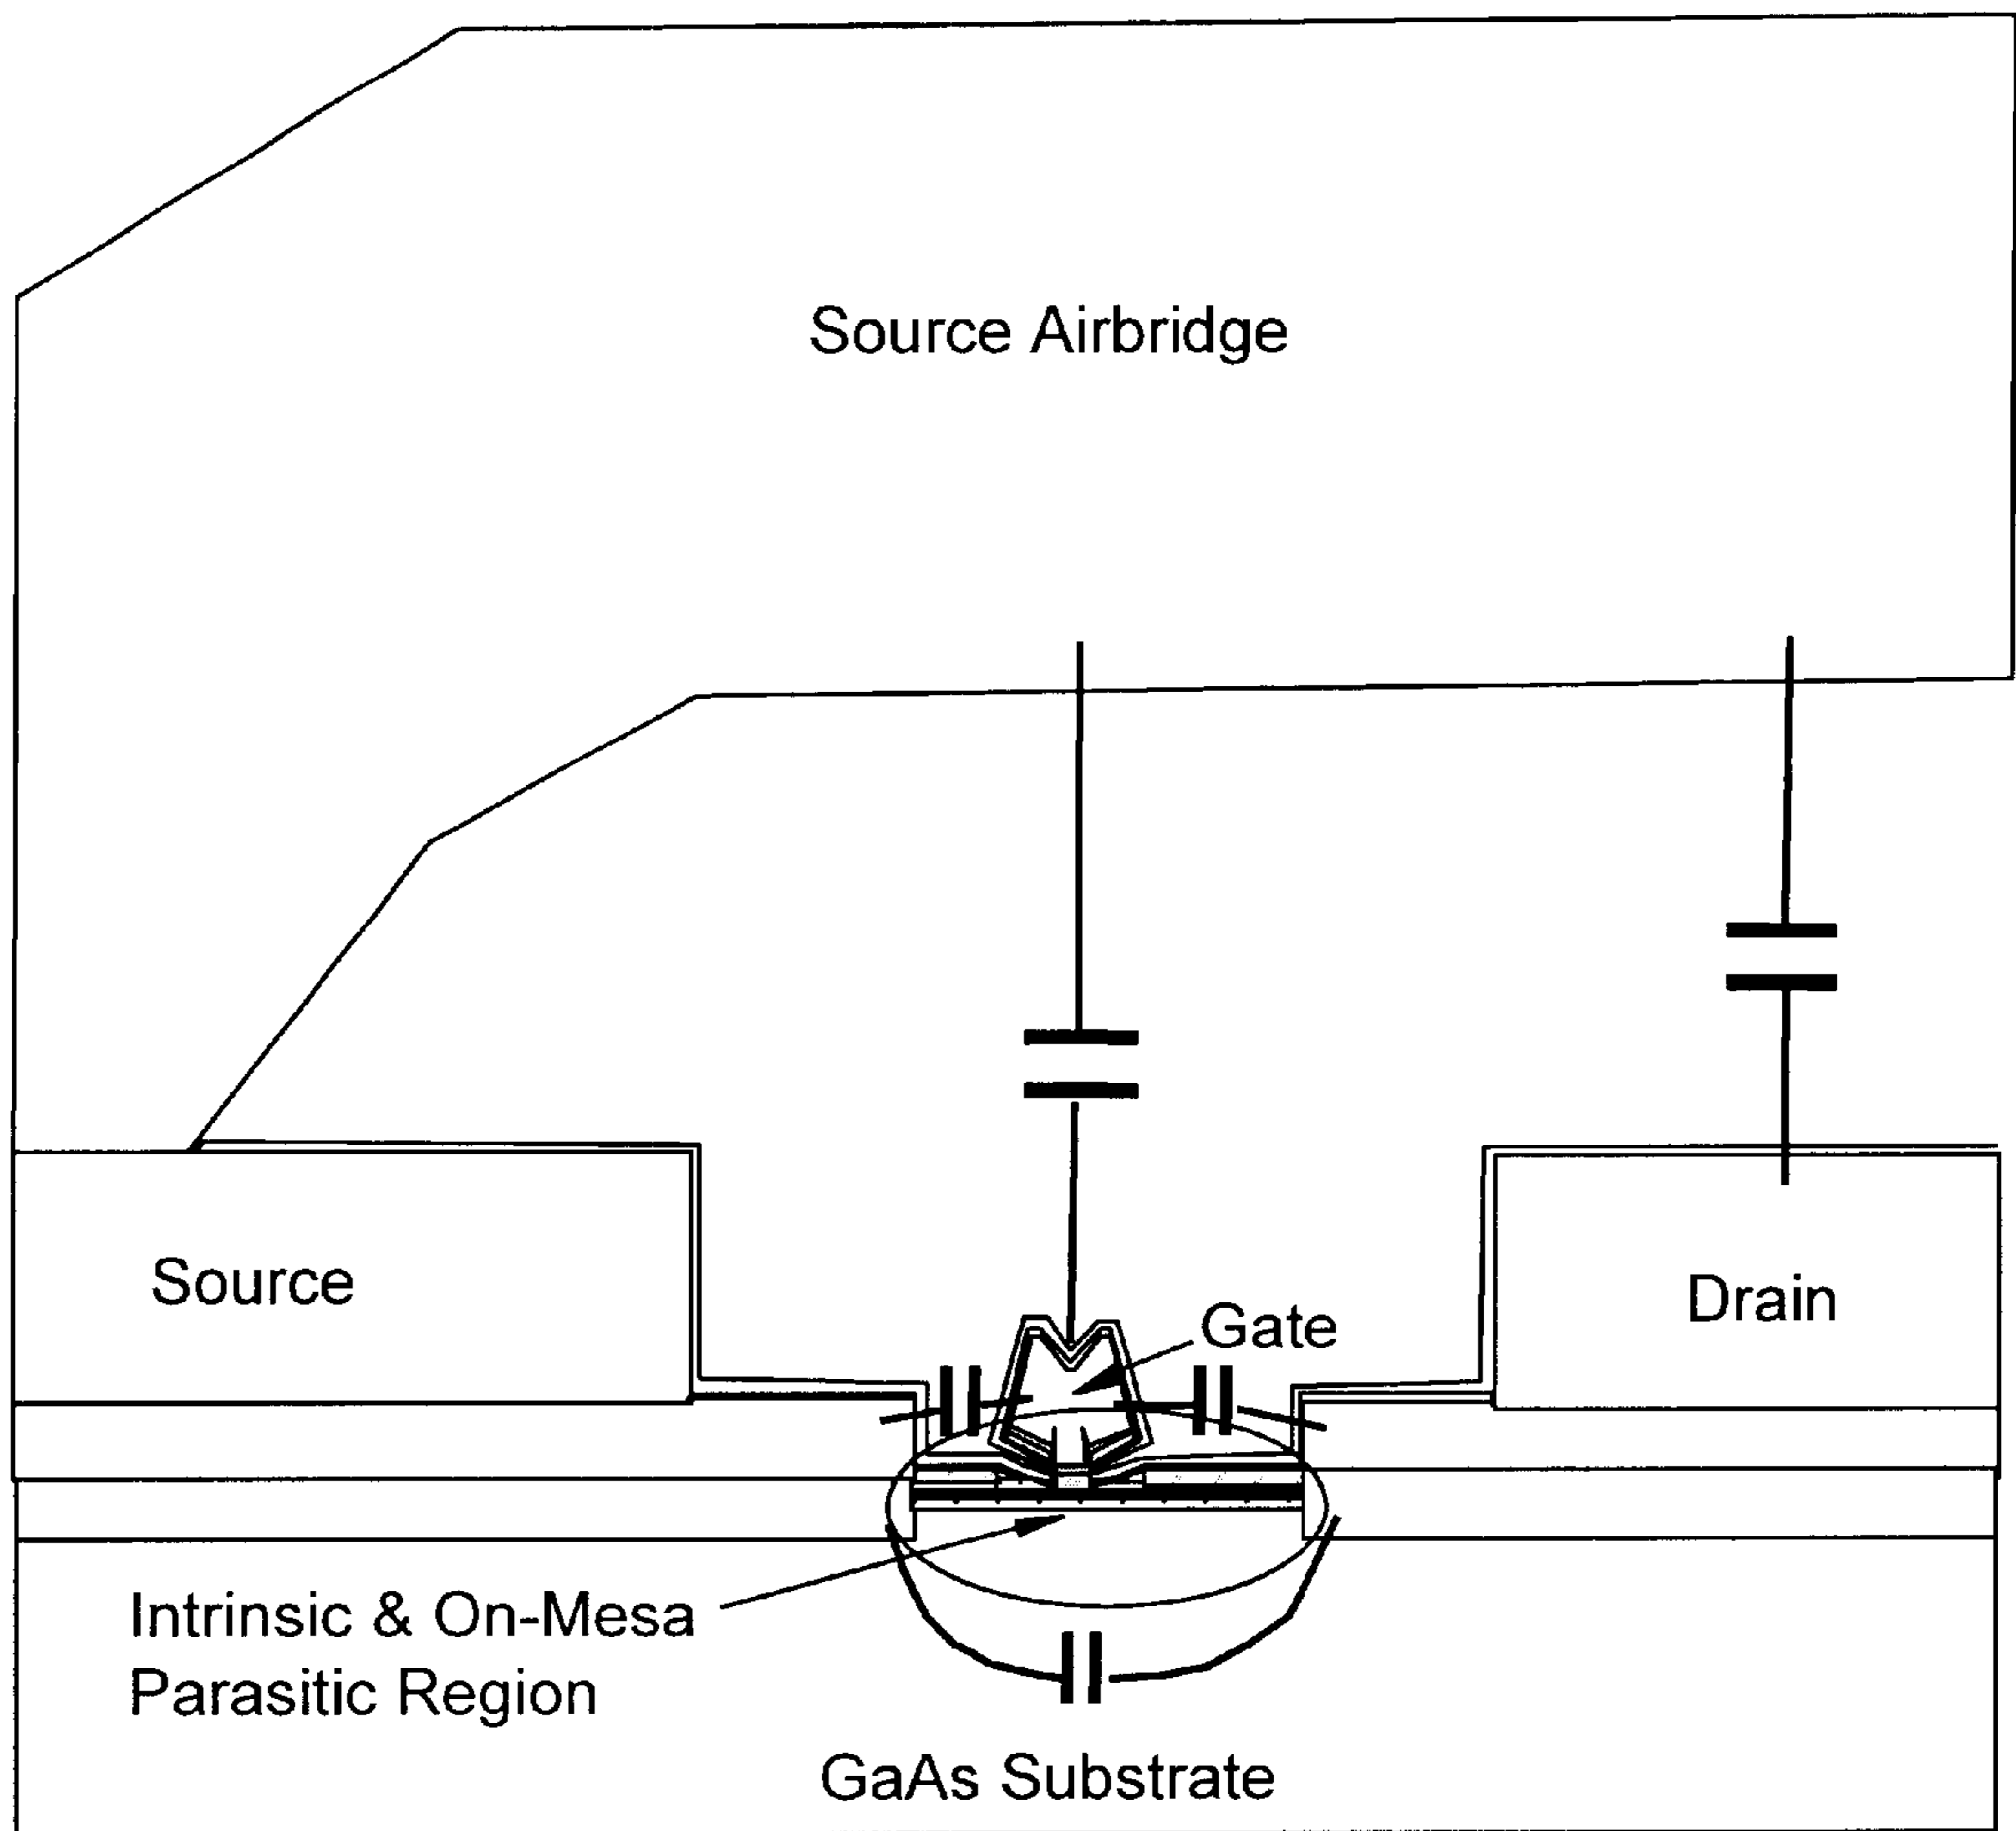 Source Airbridge
Source
Gate
Drain
Intrinsic & On-Mesa
Parasitic Region
GaAs Substrate